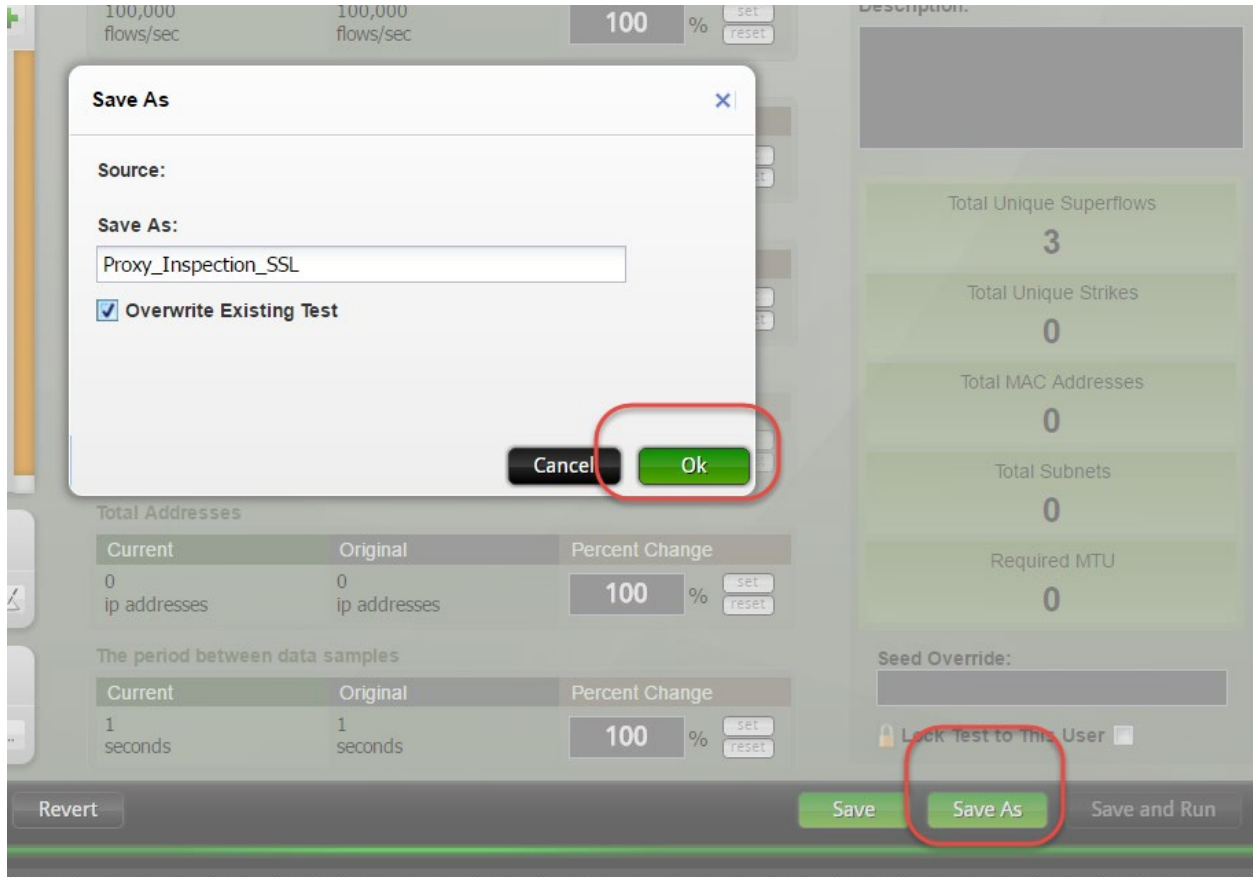 100,000
flows/sec
100,000
flows/sec
100
%
set
reset
Description:
Save As
Source:
Save As:
Proxy_Inspection_SSL
Overwrite Existing Test
Cancel
Ok
Total Unique Superflows
3
Total Unique Strikes
0
Total MAC Addresses
0
Total Subnets
0
Required MTU
0
Total Addresses
Current Original Percent Change
0
ip addresses
0
ip addresses
100
%
set
reset
The period between data samples
Current Original Percent Change
1
seconds
1
seconds
100
%
set
reset
Seed Override:
Lock Test to This User
Revert
Save
Save As
Save and Run